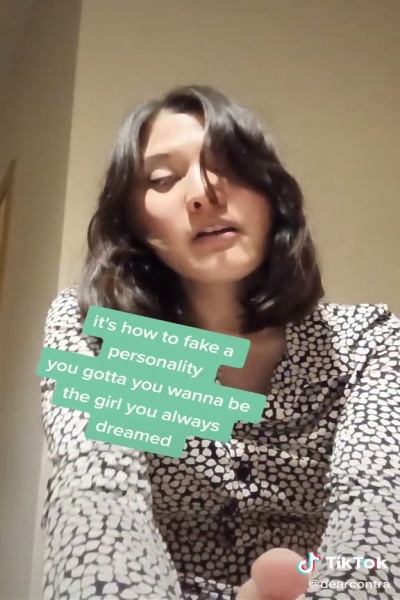 it's how to fake a
personality
you gotta you wanna be
the girl you always
dreamed
TikTok
@dearcontra